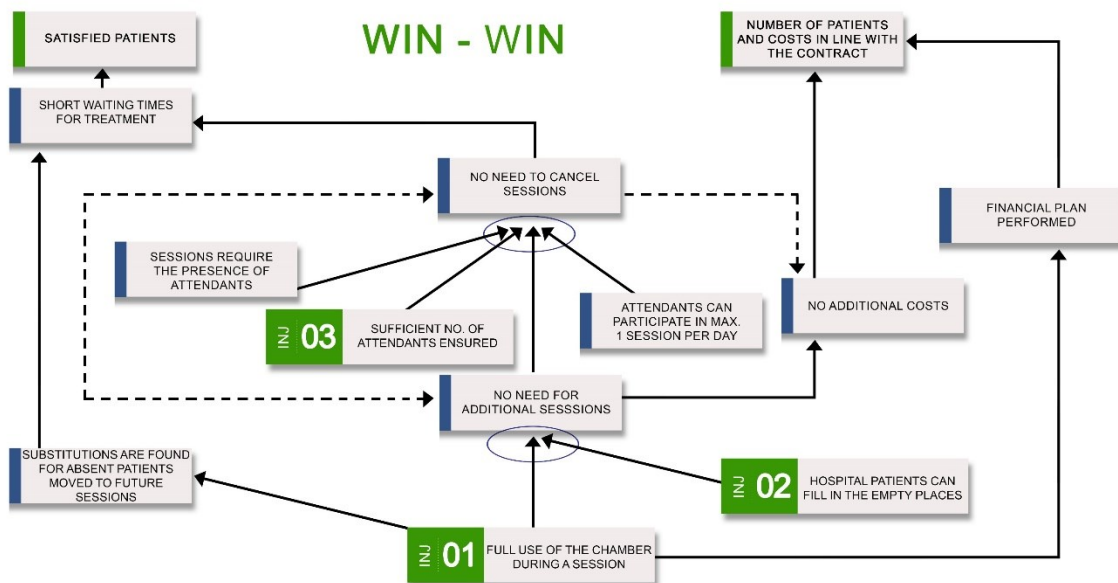 WIN - WIN
SATISFIED PATIENTS
NUMBER OF PATIENTS
AND COSTS IN LINE WITH
THE CONTRACT
SHORT WAITING TIMES
FOR TREATMENT
NO NEED TO CANCEL
SESSIONS
FINANCIAL PLAN
PERFORMED
SESSIONS REQUIRE
THE PRESENCE OF
ATTENDANTS
INJ 03
SUFFICIENT NO. OF
ATTENDANTS ENSURED
ATTENDANTS CAN
PARTICIPATE IN MAX.
1 SESSION PER DAY
NO ADDITIONAL COSTS
NO NEED FOR
ADDITIONAL SESSSIONS
SUBSTITUTIONS ARE FOUND
FOR ABSENT PATIENTS
MOVED TO FUTURE
SESSIONS
INJ 02
HOSPITAL PATIENTS CAN
FILL IN THE EMPTY PLACES
INJ 01
FULL USE OF THE CHAMBER
DURING A SESSION